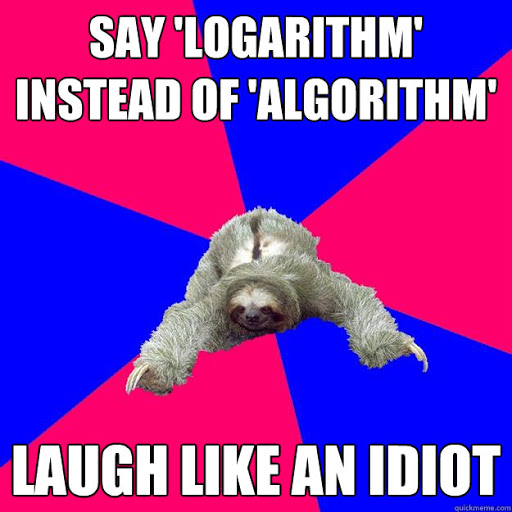 SAY 'LOGARITHM'
INSTEAD OF 'ALGORITHM'
LAUGH LIKE AN IDIOT
quickmeme.com